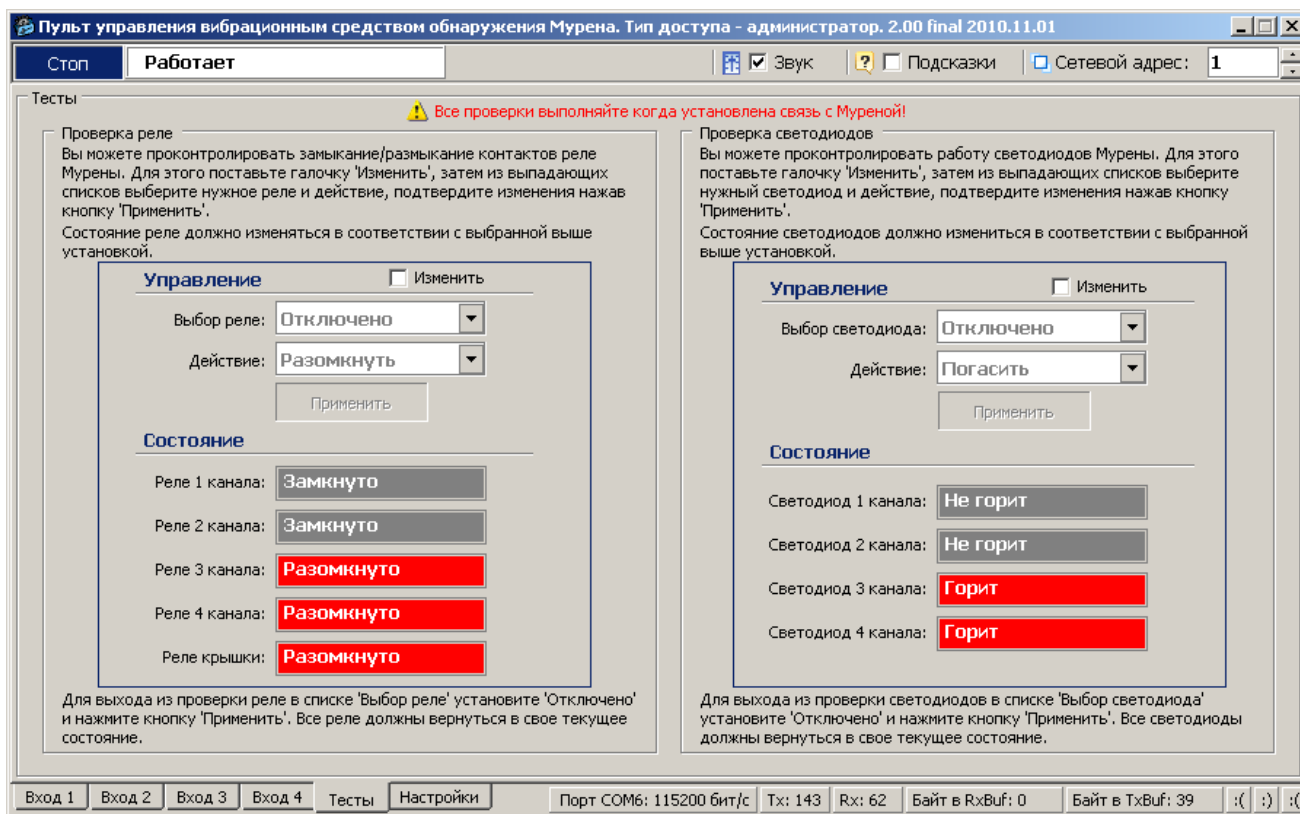 Пульт управления вибрационным средством обнаружения Мурена. Тип доступа - администратор. 2.00 final 2010.11.01
Стоп
Работает
Звук
Подсказки
Сетевой адрес:
1
Тесты
Все проверки выполняйте когда установлена связь с Муреной!
Проверка реле
Вы можете проконтролировать замыкание/размыкание контактов реле
Мурены. Для этого поставьте галочку 'Изменить', затем из выпадающих
списков выберите нужное реле и действие, подтвердите изменения нажав
кнопку 'Применить'.
Состояние реле должно изменяться в соответствии с выбранной выше
установкой.
Управление
Изменить
Выбор реле:
Отключено
Действие:
Разомкнуть
Применить
Состояние
Реле 1 канала:
Замкнуто
Реле 2 канала:
Замкнуто
Реле 3 канала:
Разомкнуто
Реле 4 канала:
Разомкнуто
Реле крышки:
Разомкнуто
Для выхода из проверки реле в списке 'Выбор реле' установите 'Отключено'
и нажмите кнопку 'Применить'. Все реле должны вернуться в свое текущее
состояние.
Проверка светодиодов
Вы можете проконтролировать работу светодиодов Мурены. Для этого
поставьте галочку 'Изменить', затем из выпадающих списков выберите
нужный светодиод и действие, подтвердите изменения нажав кнопку
'Применить'.
Состояние светодиодов должно измениться в соответствии с выбранной
выше установкой.
Управление
Изменить
Выбор светодиода:
Отключено
Действие:
Погасить
Применить
Состояние
Светодиод 1 канала:
Не горит
Светодиод 2 канала:
Не горит
Светодиод 3 канала:
Горит
Светодиод 4 канала:
Горит
Для выхода из проверки светодиодов в списке 'Выбор светодиода'
установите 'Отключено' и нажмите кнопку 'Применить'. Все светодиоды
должны вернуться в свое текущее состояние.
Вход 1
Вход 2
Вход 3
Вход 4
Тесты
Настройки
Порт COM6: 115200 бит/с
Tx: 143
Rx: 62
Байт в RxBuf: 0
Байт в TxBuf: 39
:(
:)
:(